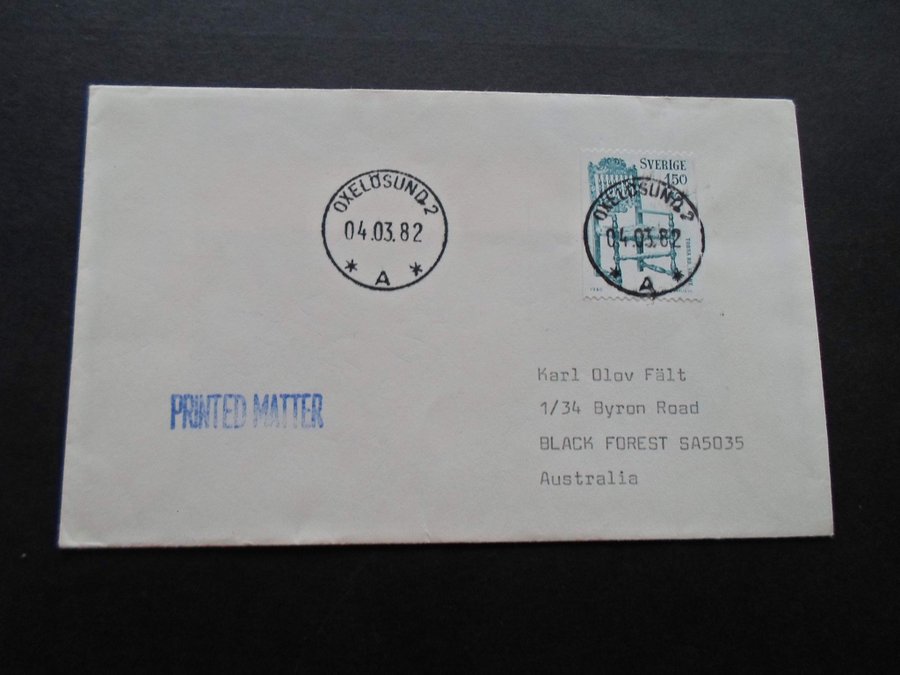 OXELÖSUND 2
04.03.82
* A *
SVERIGE
150
OXELÖSUND 2
04.03.82
* A *
PRINTED MATTER
Karl Olov Fält
1/34 Byron Road
BLACK FOREST SA5035
Australia